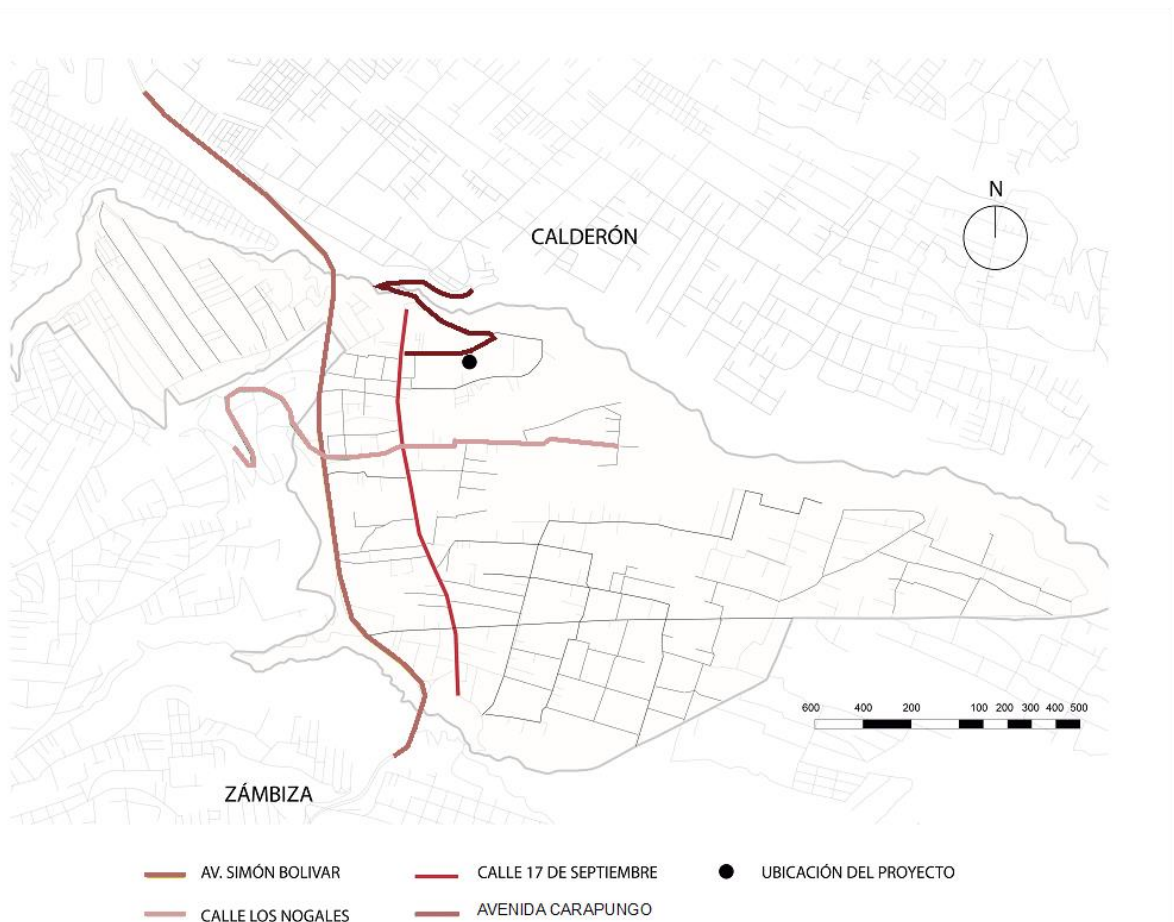 CALDERÓN
N
600 400 200 100 200 300 400 500
ZÁMBIZA
AV. SIMÓN BOLIVAR
CALLE 17 DE SEPTIEMBRE
UBICACIÓN DEL PROYECTO
CALLE LOS NOGALES
AVENIDA CARAPUNGO